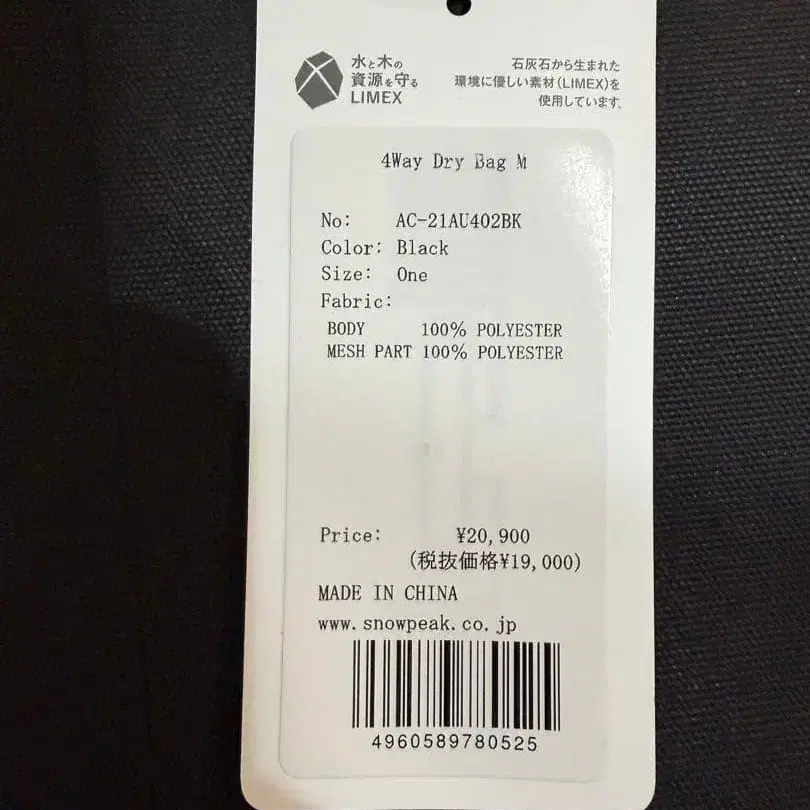 水と木の
資源を守る
LIMEX
石灰石から生まれた
環境に優しい素材(LIMEX)を
使用しています。
4Way Dry Bag M
No: AC-21AU402BK
Color: Black
Size: One
Fabric:
BODY 100% POLYESTER
MESH PART 100% POLYESTER
Price: ¥20,900
(税抜価格¥19,000)
MADE IN CHINA
www.snowpeak.co.jp
4960589780525